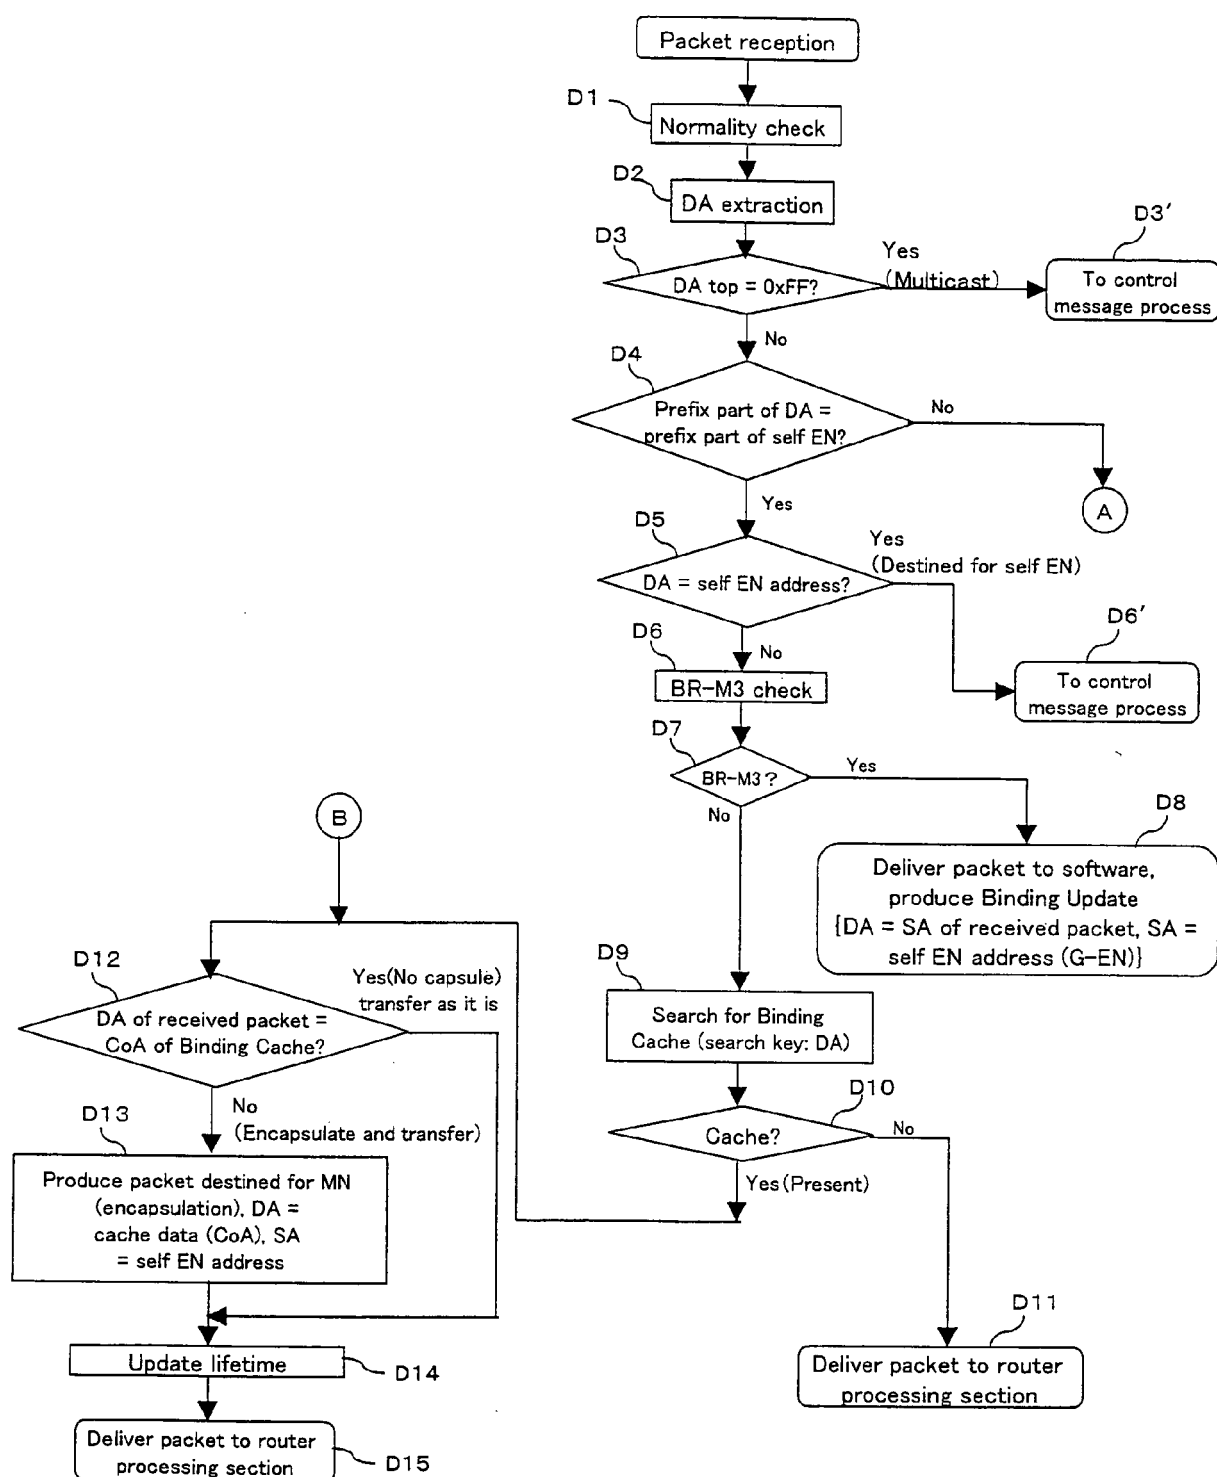 Packet reception
D1
Normality check
D2
DA extraction
D3
DA top = 0xFF?
Yes
(Multicast)
D3′
To control
message process
No
D4
Prefix part of DA =
prefix part of self EN?
No
A
Yes
D5
DA = self EN address?
Yes
(Destined for self EN)
D6
No
BR-M3 check
D6′
To control
message process
D7
BR-M3?
Yes
No
B
D8
Deliver packet to software,
produce Binding Update
{DA = SA of received packet, SA =
self EN address (G-EN)}
D12
Yes(No capsule)
transfer as it is
DA of received packet =
CoA of Binding Cache?
D9
Search for Binding
Cache (search key: DA)
D10
Cache?
No
Yes(Present)
No
(Encapsulate and transfer)
D13
Produce packet destined for MN
(encapsulation), DA =
cache data (CoA), SA
= self EN address
D11
Deliver packet to router
processing section
Update lifetime
D14
Deliver packet to router
processing section
D15